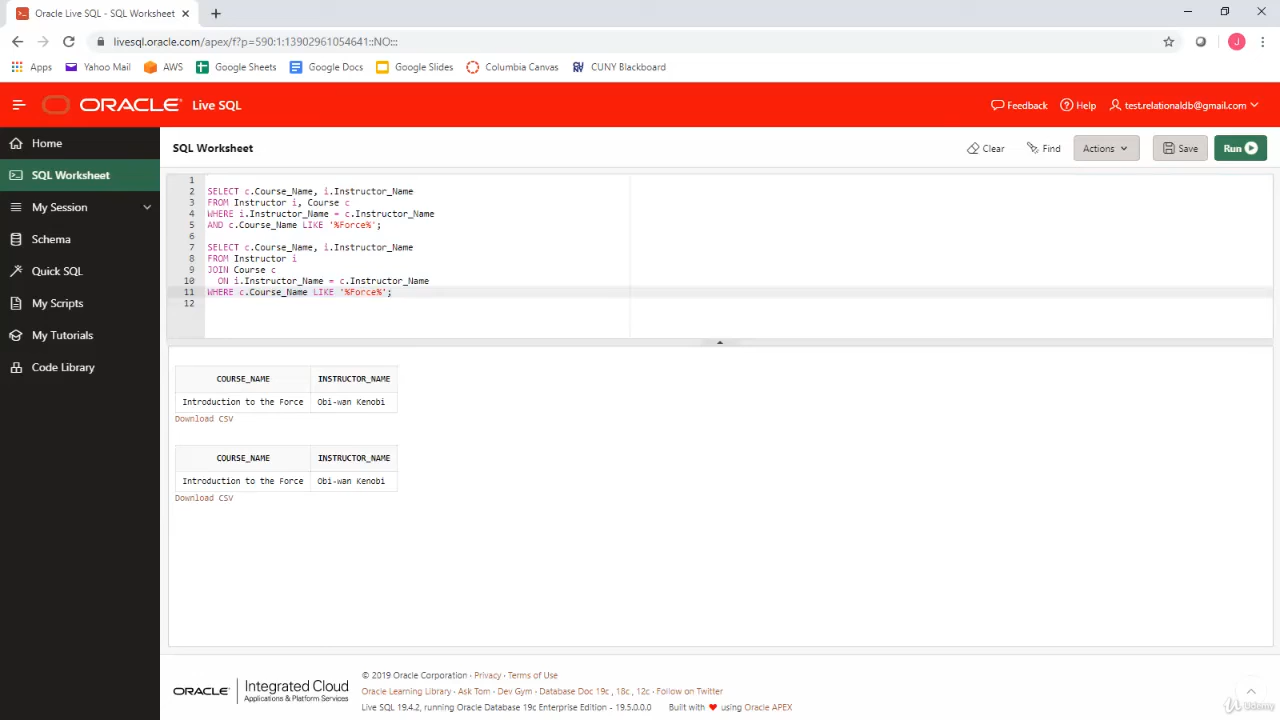 Oracle Live SQL - SQL Worksheet
livesql.oracle.com/apex/f?p=590:1:13902961054641::NO:::
J
Apps Yahoo Mail AWS Google Sheets Google Docs Google Slides Columbia Canvas CUNY Blackboard
ORACLE Live SQL
Feedback Help test.relationaldb@gmail.com
Home
SQL Worksheet
My Session
Schema
Quick SQL
My Scripts
My Tutorials
Code Library
SQL Worksheet
Clear Find Actions Save Run
1
2 SELECT c.Course_Name, i.Instructor_Name
3 FROM Instructor i, Course c
4 WHERE i.Instructor_Name = c.Instructor_Name
5 AND c.Course_Name LIKE '%Force%';
6
7 SELECT c.Course_Name, i.Instructor_Name
8 FROM Instructor i
9 JOIN Course c
10 ON i.Instructor_Name = c.Instructor_Name
11 WHERE c.Course_Name LIKE '%Force%';
12
COURSE_NAME INSTRUCTOR_NAME
Introduction to the Force Obi-wan Kenobi
Download CSV
COURSE_NAME INSTRUCTOR_NAME
Introduction to the Force Obi-wan Kenobi
Download CSV
ORACLE Integrated Cloud
Applications & Platform Services
© 2019 Oracle Corporation · Privacy · Terms of Use
Oracle Learning Library · Ask Tom · Dev Gym · Database Doc 19c , 18c , 12c · Follow on Twitter
Live SQL 19.4.2, running Oracle Database 19c Enterprise Edition - 19.5.0.0.0 Built with ♥ using Oracle APEX
Udemy